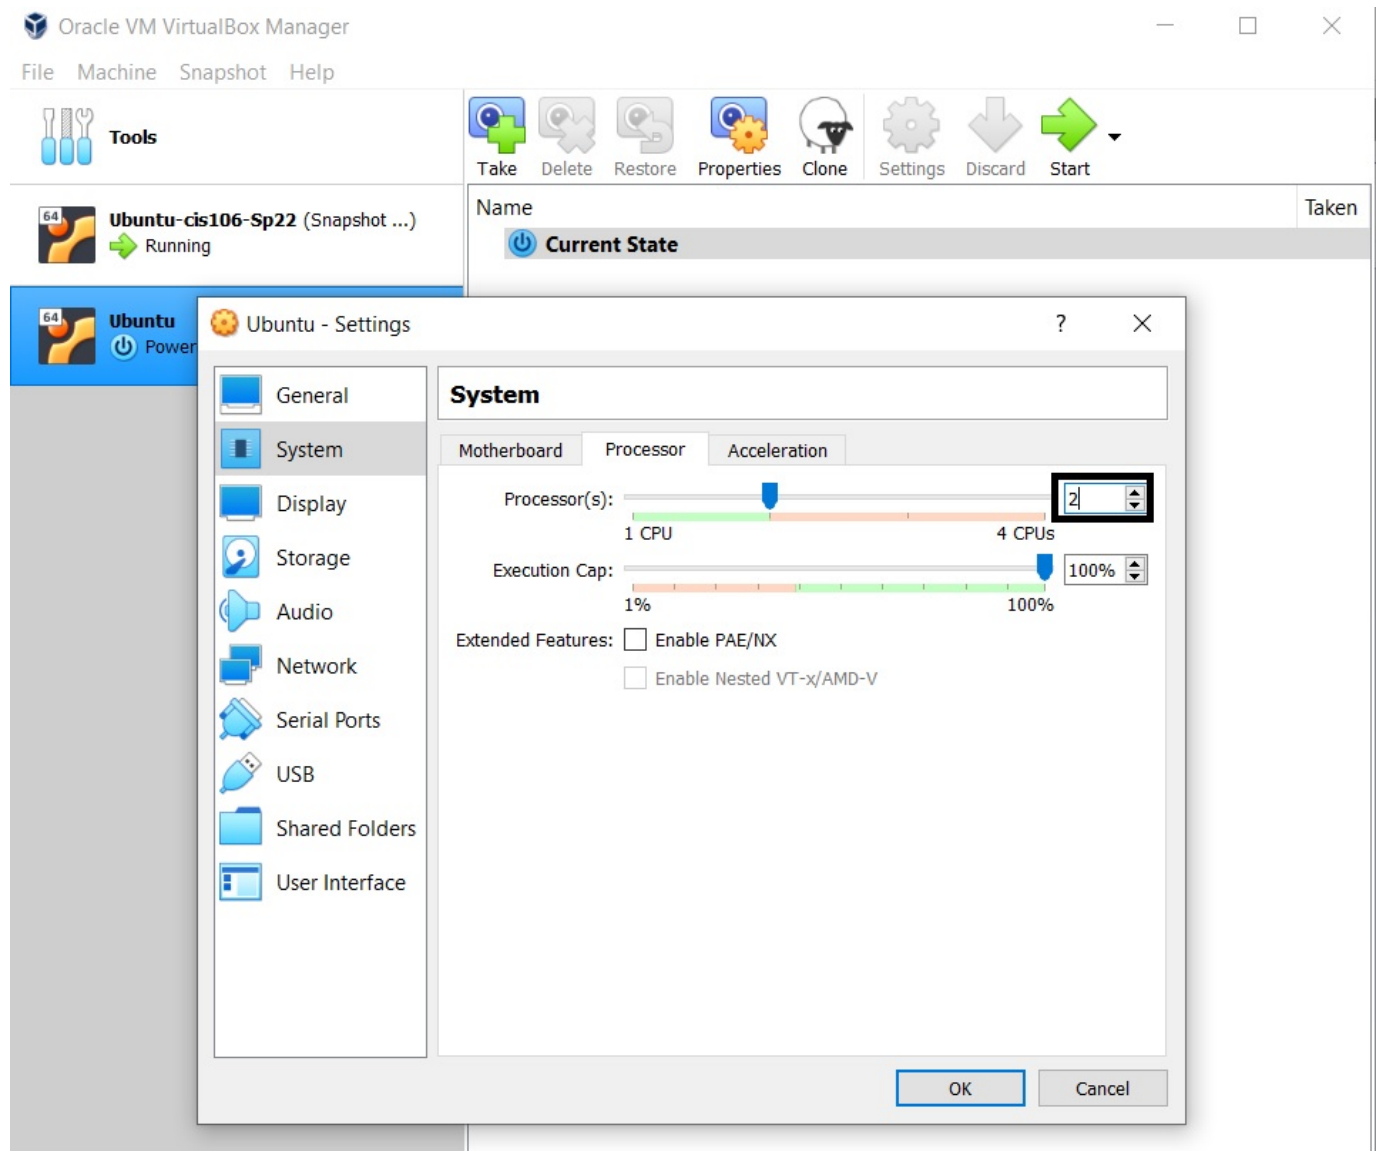 Oracle VM VirtualBox Manager
File Machine Snapshot Help
Tools
Take Delete Restore Properties Clone Settings Discard Start
Name Taken
Current State
64 Ubuntu-cis106-Sp22 (Snapshot ...)
Running
64 Ubuntu
Power
Ubuntu - Settings ?
General
System
Display
Storage
Audio
Network
Serial Ports
USB
Shared Folders
User Interface
System
Motherboard Processor Acceleration
Processor(s): 2
1 CPU 4 CPUs
Execution Cap: 100%
1% 100%
Extended Features: Enable PAE/NX
Enable Nested VT-x/AMD-V
OK Cancel